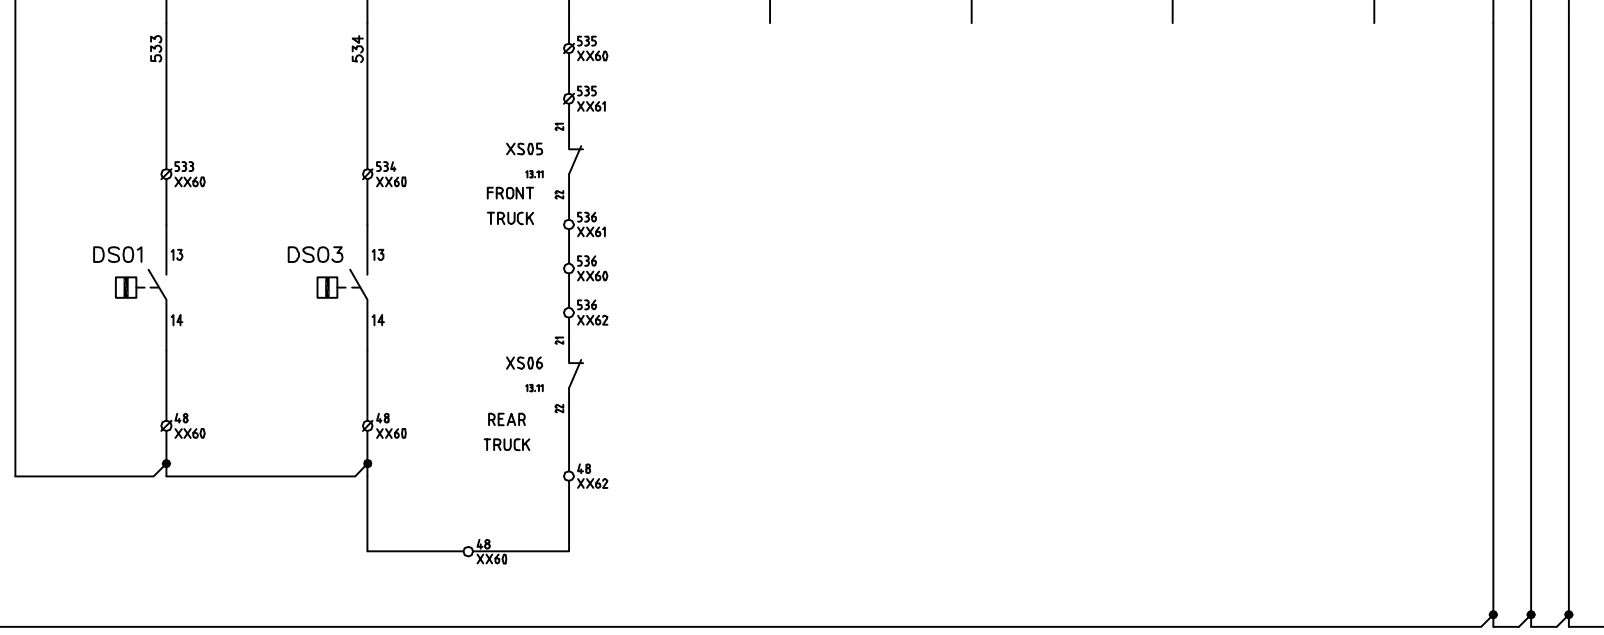 533
534
535
XX60
535
XX61
21
XS05
13.11
22
FRONT
TRUCK
533
XX60
534
XX60
536
XX61
DS01
13
DS03
13
536
XX60
14
14
536
XX62
21
XS06
13.11
22
REAR
TRUCK
48
XX60
48
XX60
48
XX62
48
XX60